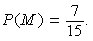 P(M) = 7/15.